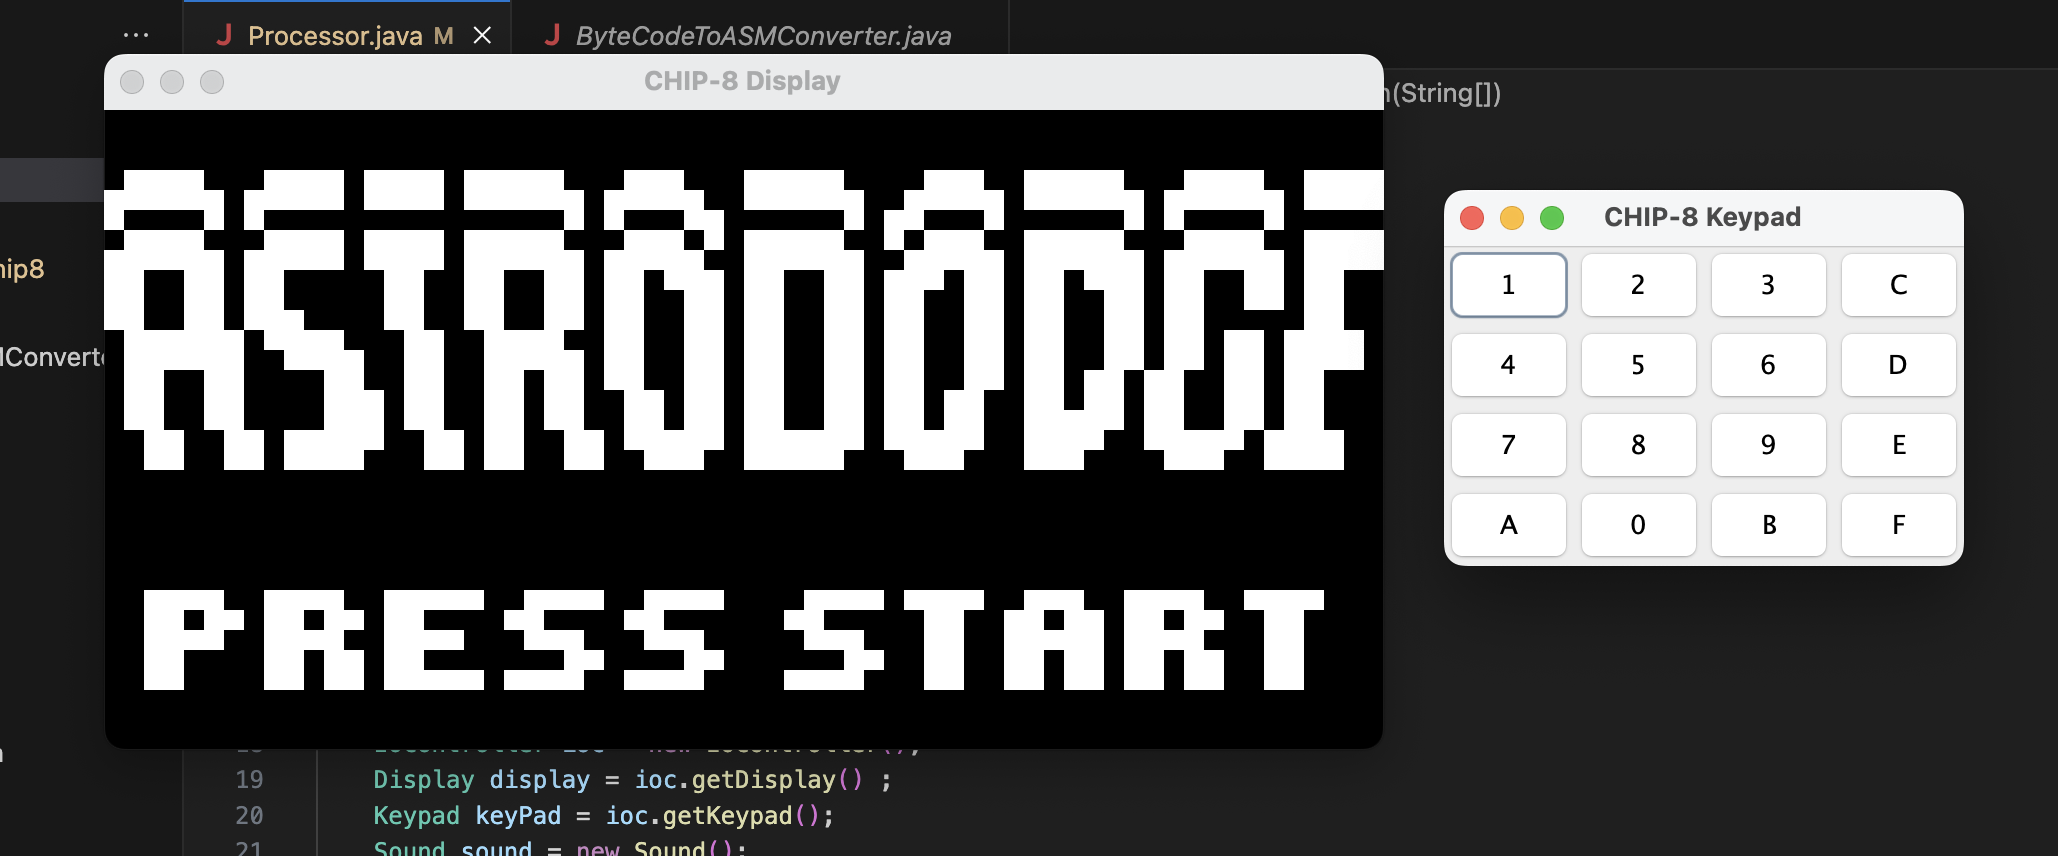 ... Processor.java M ByteCodeToASMConverter.java
CHIP-8 Display
(String[])
ASTRODODGE
PRESS START
CHIP-8 Keypad
1 2 3 C
4 5 6 D
7 8 9 E
A 0 B F
hip8
MConverte
19 Display display = ioc.getDisplay() ;
20 Keypad keyPad = ioc.getKeypad();
21 Sound sound = new Sound();